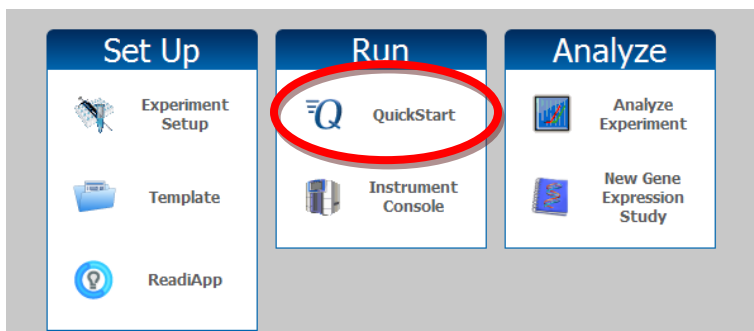 Set Up
Experiment
Setup
Template
ReadiApp
Run
Q QuickStart
Instrument
Console
Analyze
Analyze
Experiment
New Gene
Expression
Study